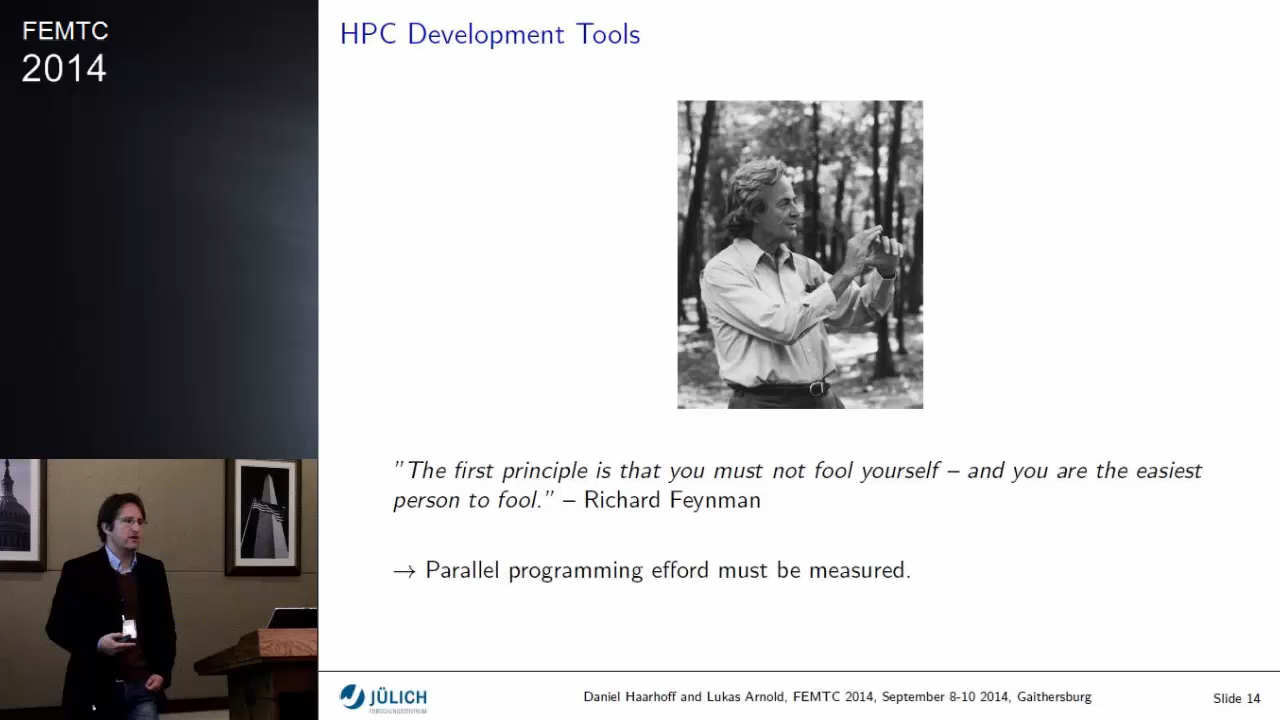 FEMTC
2014
HPC Development Tools
"The first principle is that you must not fool yourself – and you are the easiest
person to fool." – Richard Feynman
→ Parallel programming efford must be measured.
JÜLICH
FORSCHUNGSZENTRUM
Daniel Haarhoff and Lukas Arnold, FEMTC 2014, September 8-10 2014, Gaithersburg
Slide 14